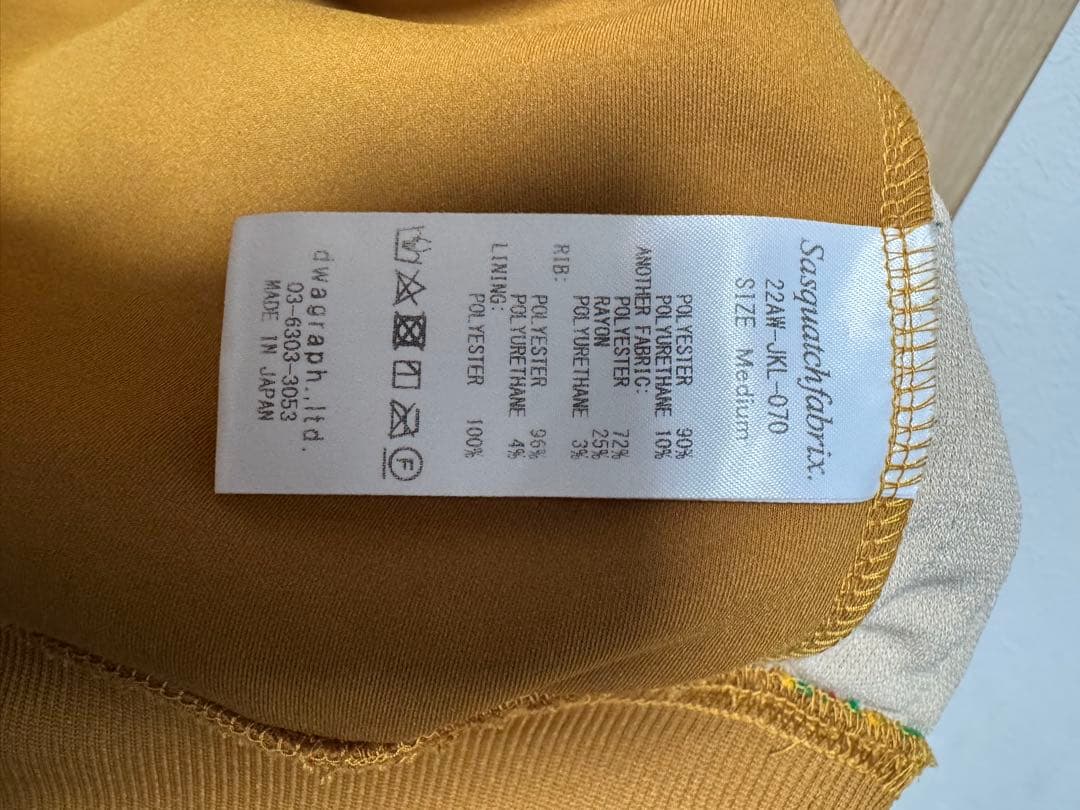 Sasquatchfabrix.
22AW-JKL-070
SIZE Medium
POLYESTER 90%
POLYURETHANE 10%
ANOTHER FABRIC:
POLYESTER 72%
RAYON 25%
POLYURETHANE 3%
RIB:
POLYESTER 96%
POLYURETHANE 4%
LINING:
POLYESTER 100%
F
dwagraph.,ltd.
03-6303-3053
MADE IN JAPAN